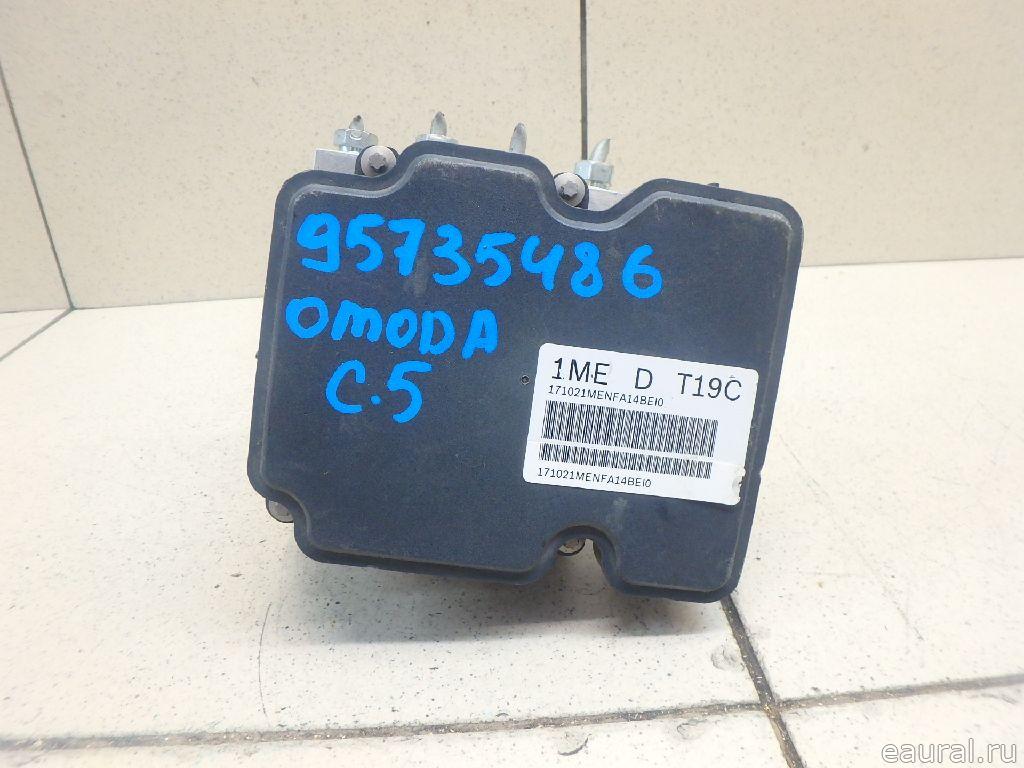 95735486
OMODA
C.5
1ME D T19C
171021MENFA14BEI0
171021MENFA14BEI0
eaural.ru